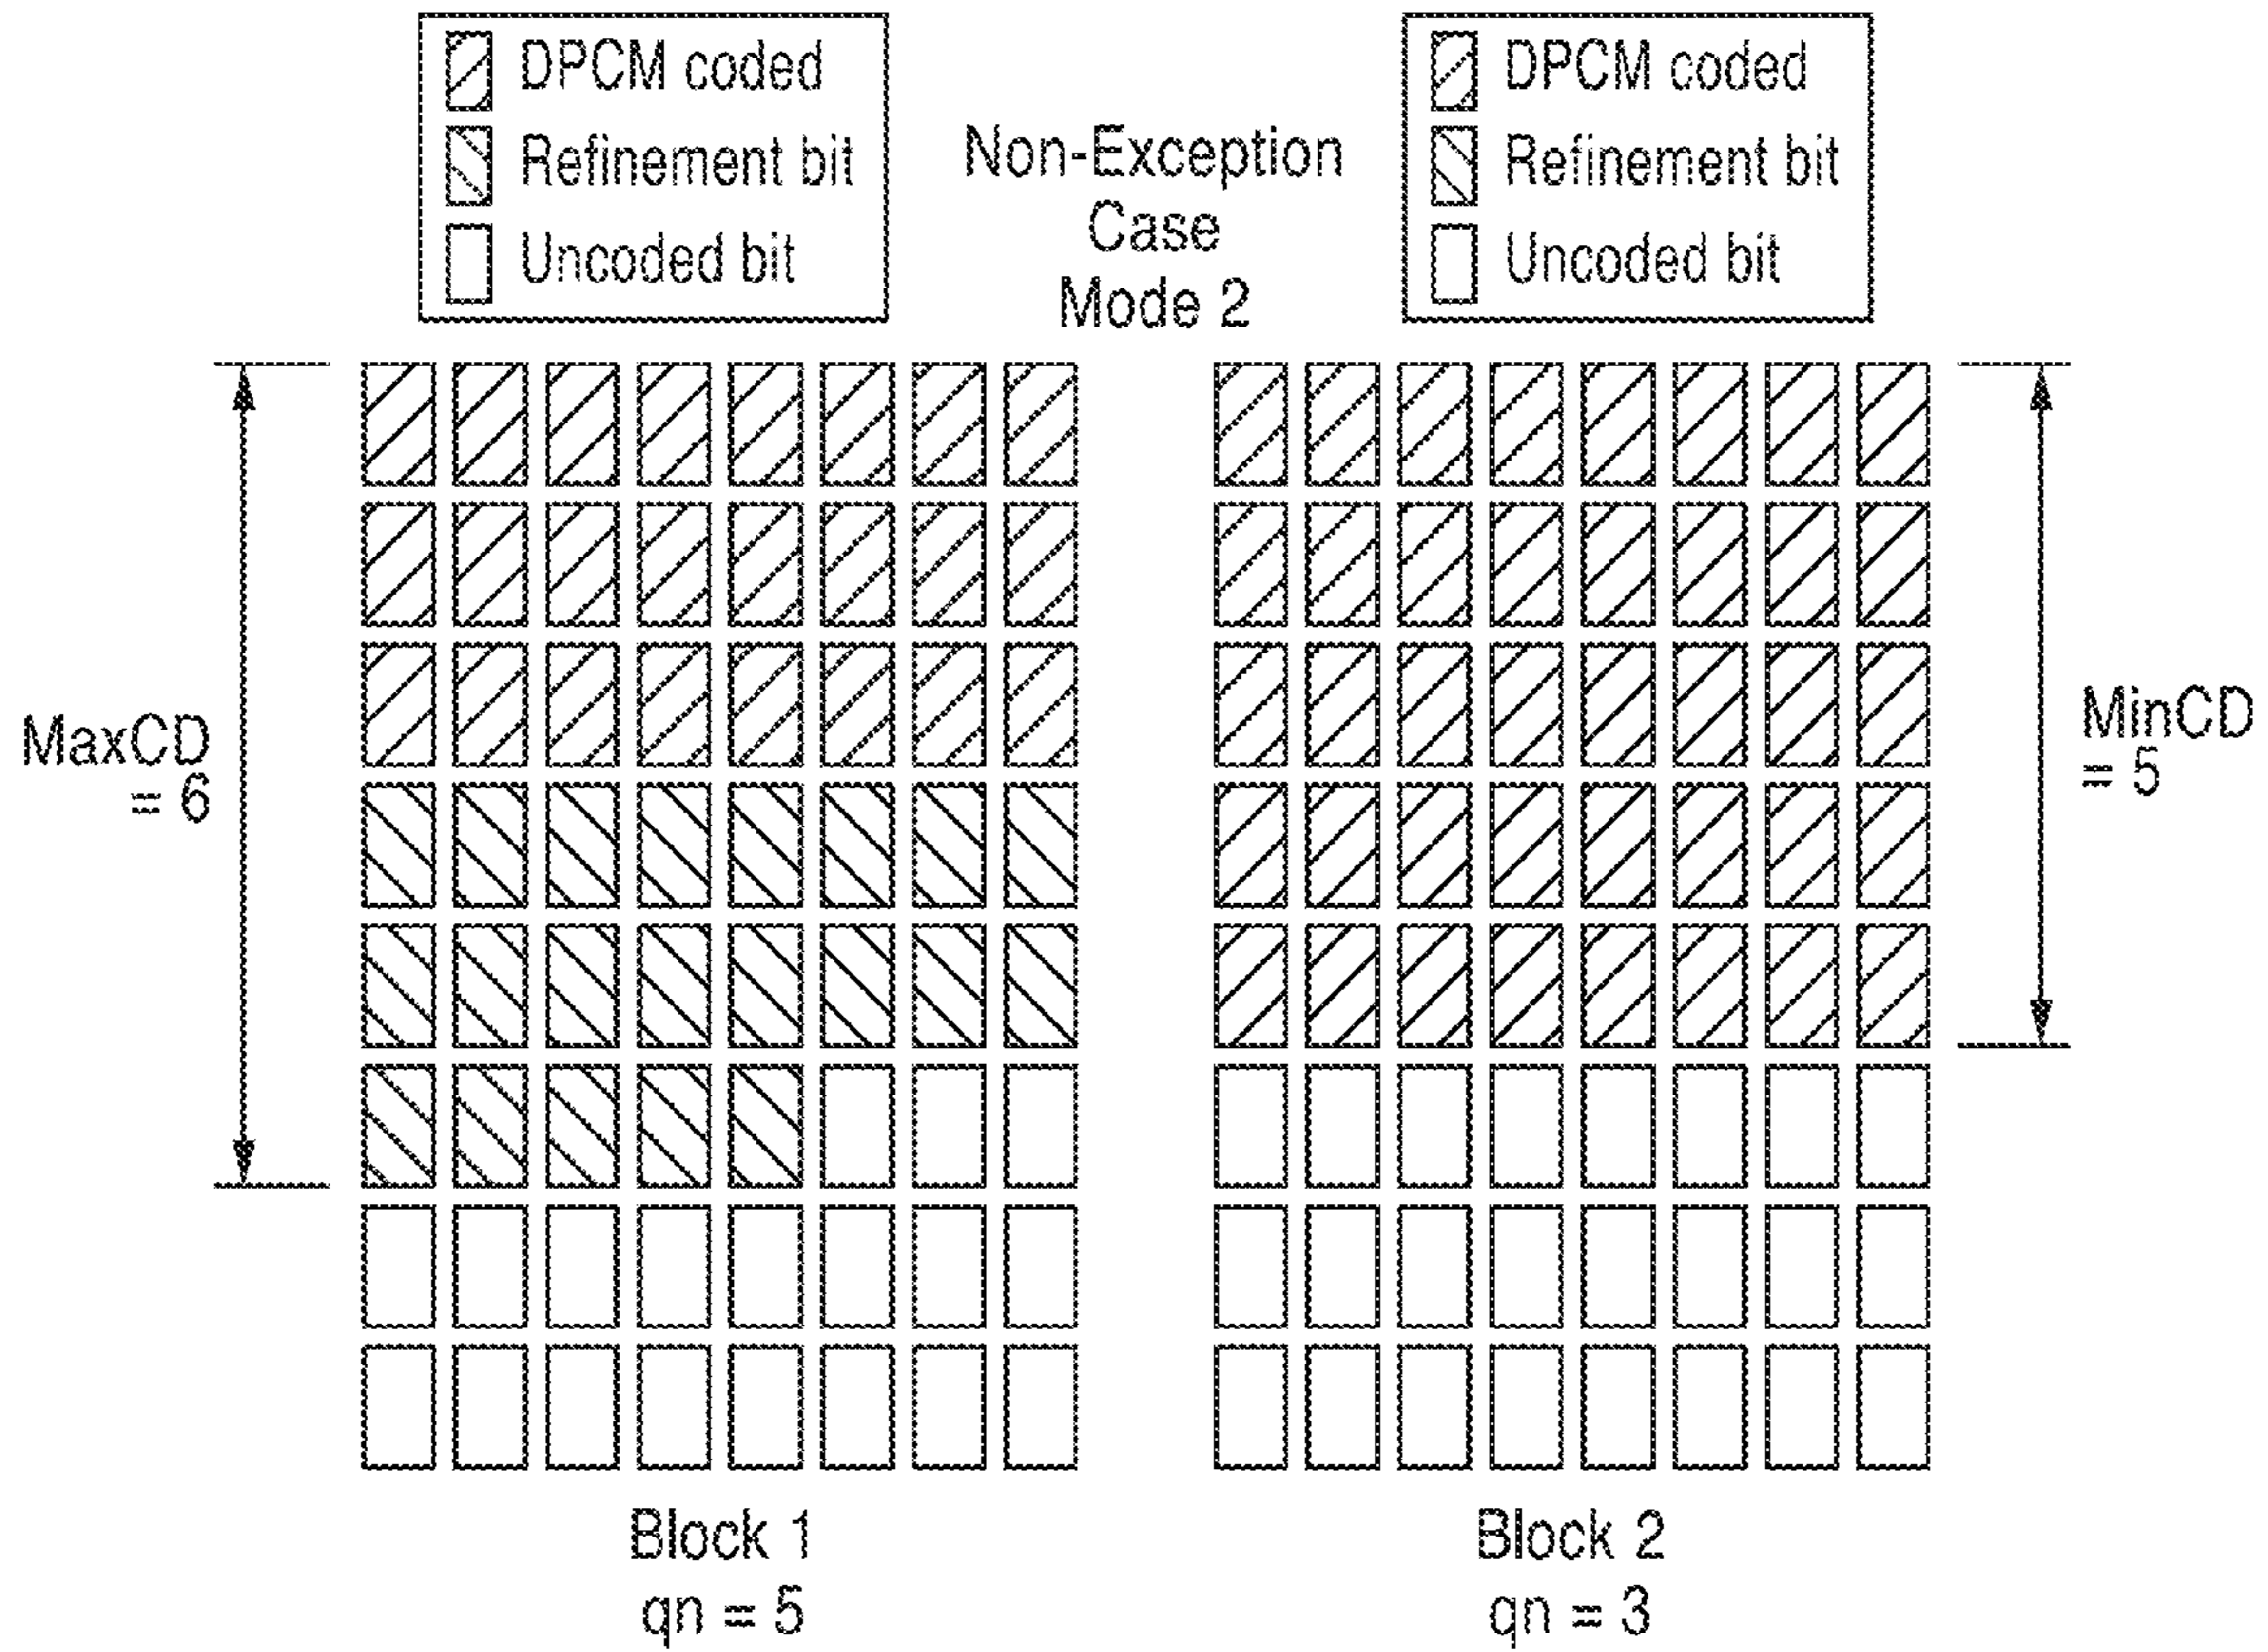 DPCM coded
Refinement bit
Uncoded bit
Non-Exception
Case
Mode 2
DPCM coded
Refinement bit
Uncoded bit
MaxCD
= 6
MinCD
= 5
Block 1
qn = 5
Block 2
qn = 3